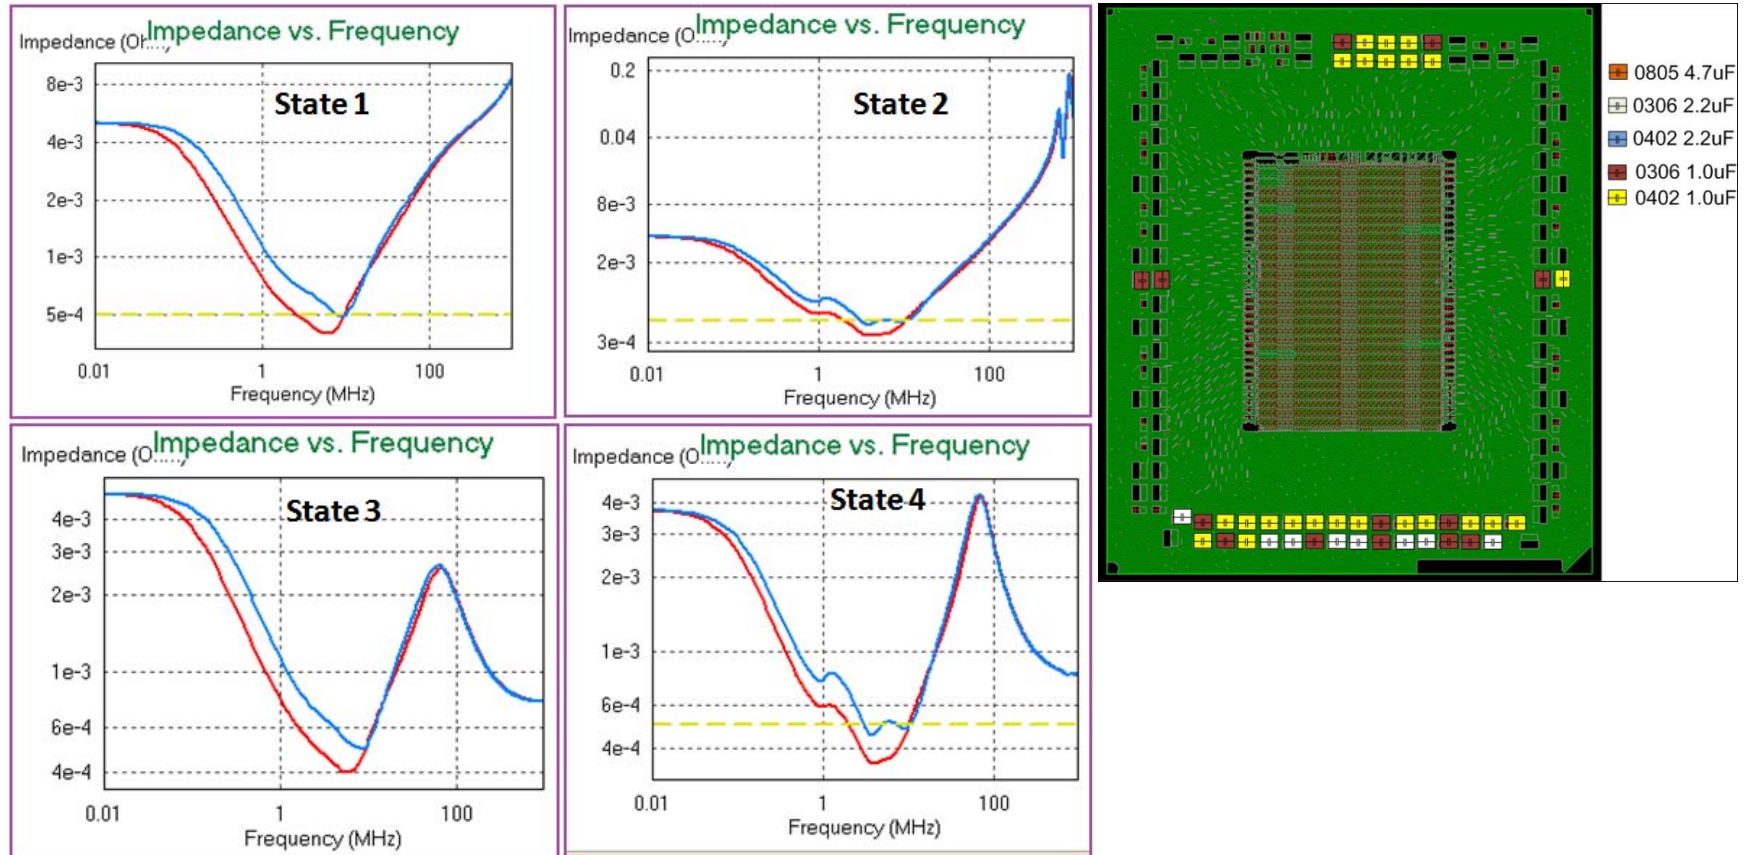 Impedance vs. Frequency
State 1
8e-3
4e-3
2e-3
1e-3
5e-4
0.01
1
100
Frequency (MHz)
Impedance vs. Frequency
State 2
0.2
0.04
8e-3
2e-3
3e-4
0.01
1
100
Frequency (MHz)
Impedance vs. Frequency
State 3
4e-3
3e-3
2e-3
1e-3
6e-4
4e-4
0.01
1
100
Frequency (MHz)
Impedance vs. Frequency
State 4
4e-3
3e-3
2e-3
1e-3
6e-4
4e-4
0.01
1
100
Frequency (MHz)
0805 4.7uF
0306 2.2uF
0402 2.2uF
0306 1.0uF
0402 1.0uF